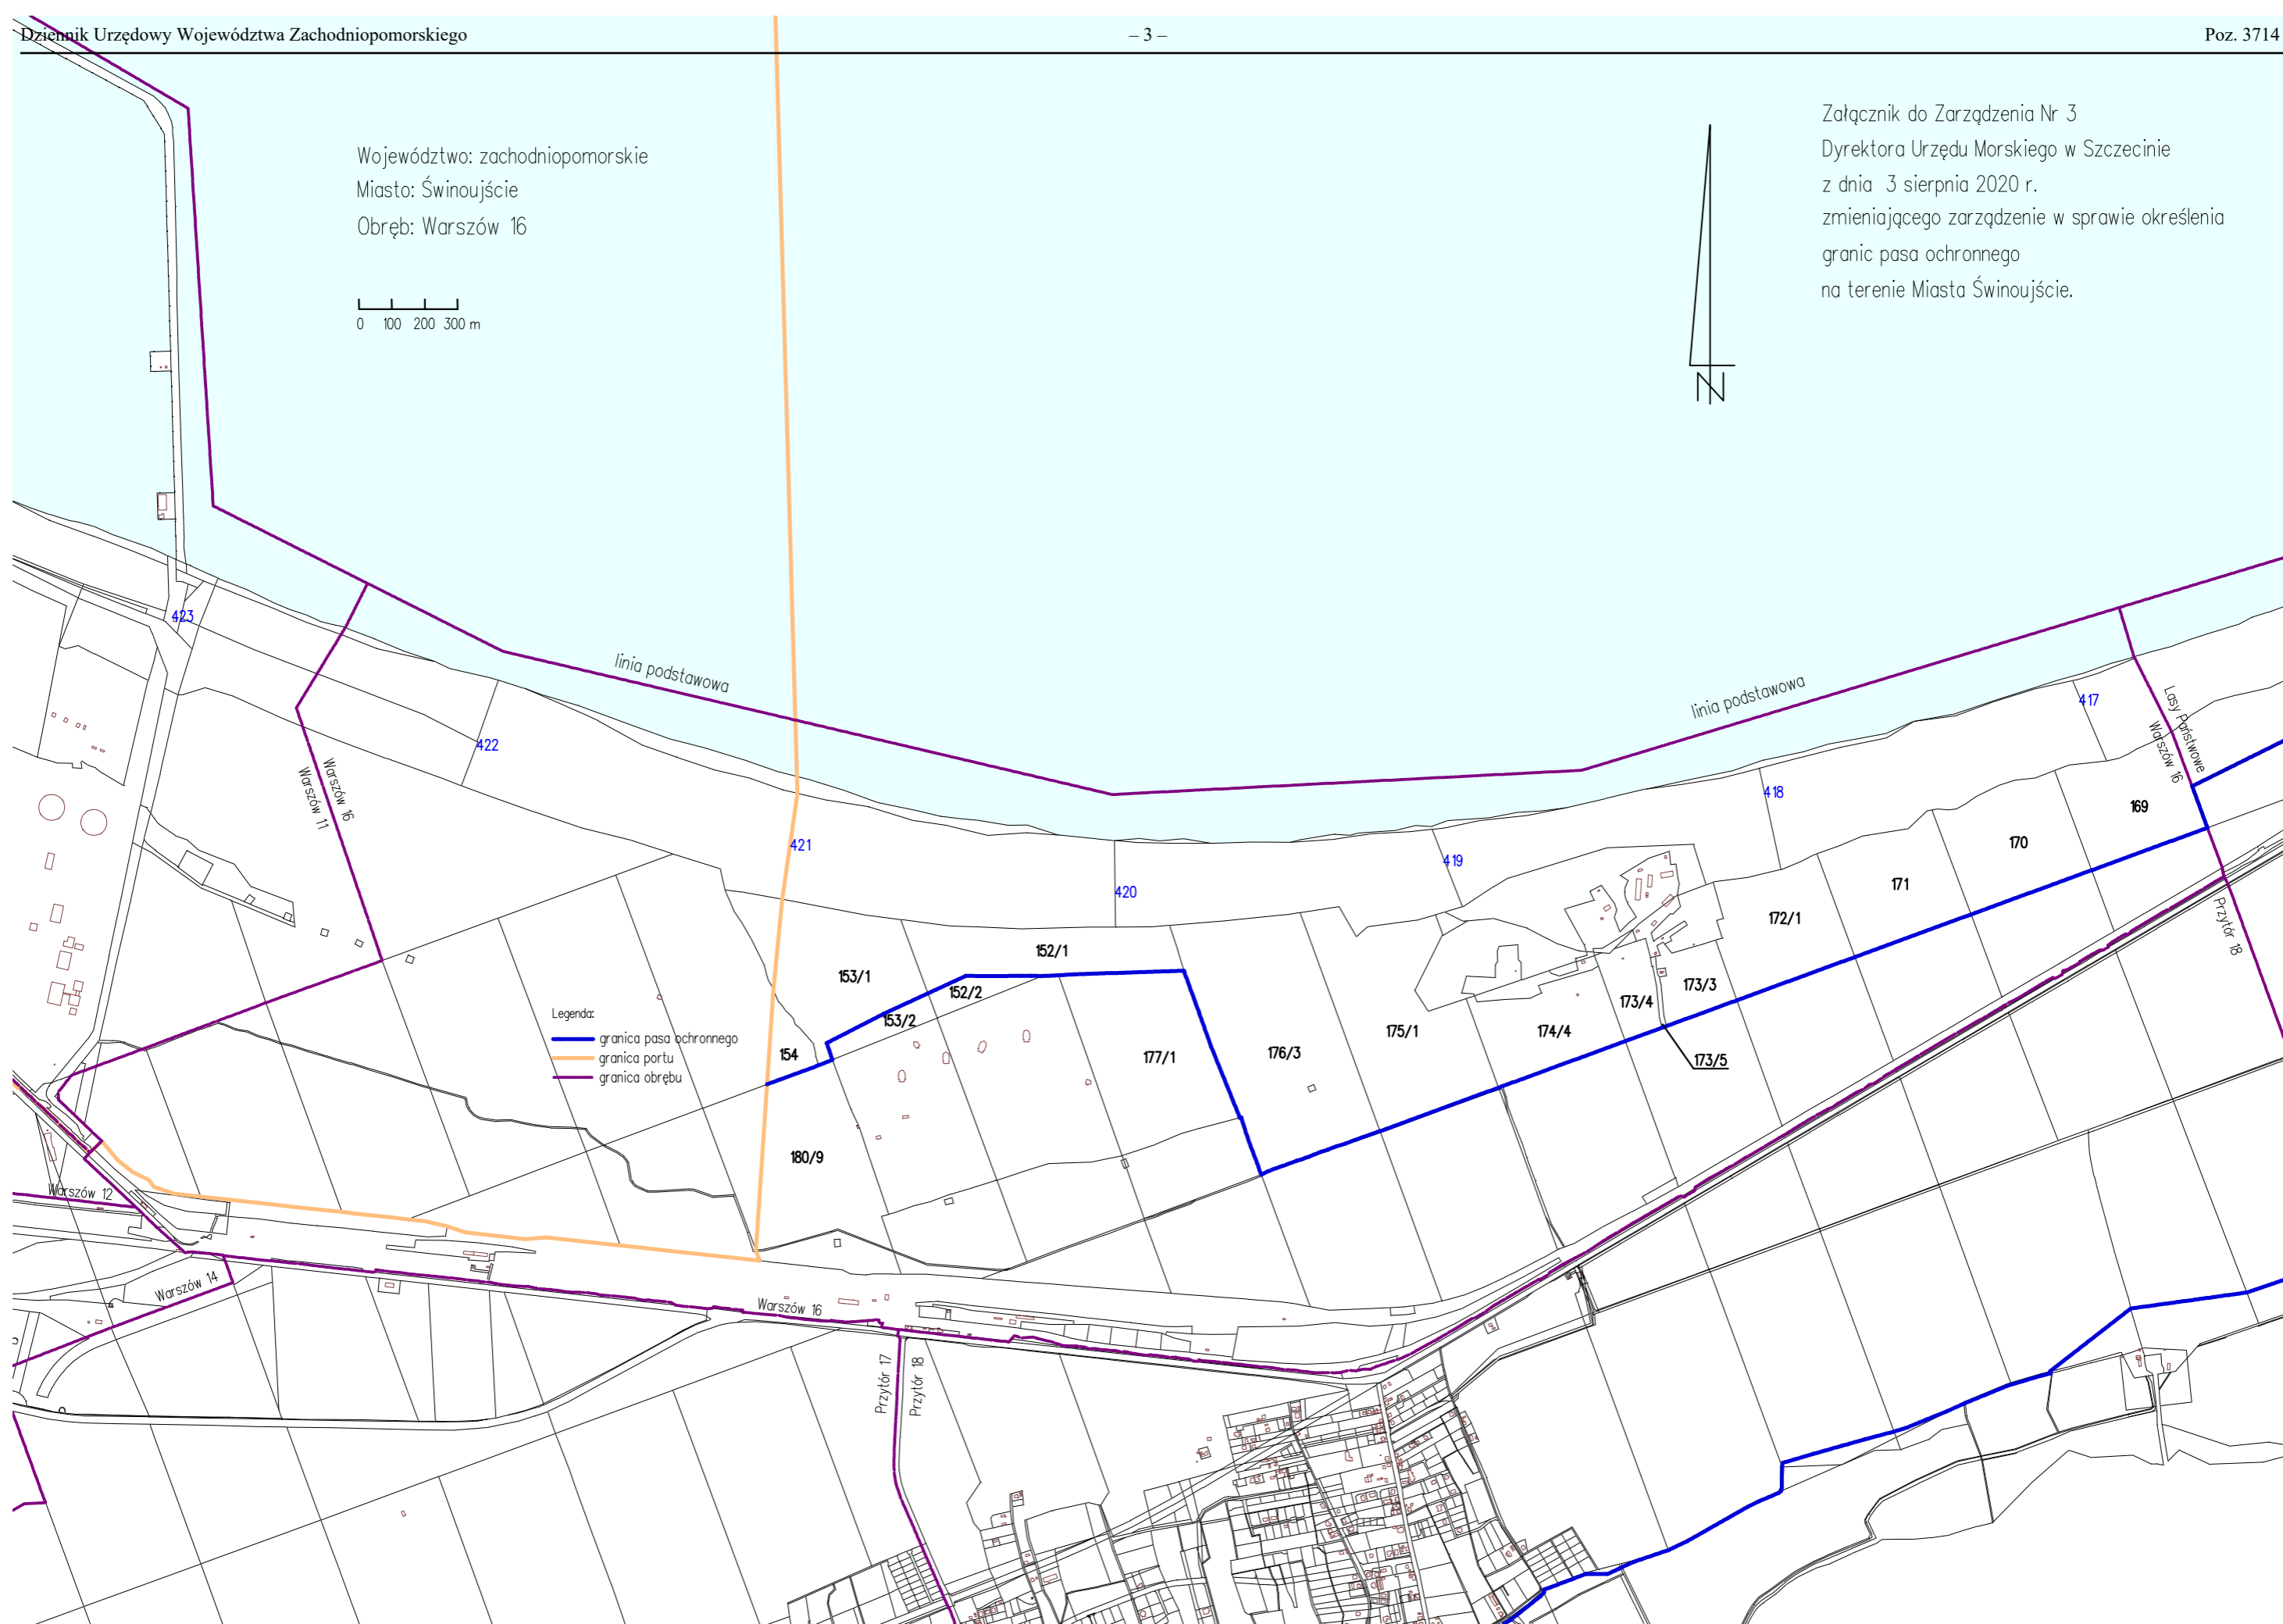 Dziennik Urzędowy Województwa Zachodniopomorskiego
– 3 –
Poz. 3714
Załącznik do Zarządzenia Nr 3
Dyrektora Urzędu Morskiego w Szczecinie
z dnia 3 sierpnia 2020 r.
zmieniającego zarządzenie w sprawie określenia
granic pasa ochronnego
na terenie Miasta Świnoujście.
Województwo: zachodniopomorskie
Miasto: Świnoujście
Obręb: Warszów 16
0 100 200 300 m
N
423
linia podstawowa
linia podstawowa
417
422
Lasy Państwowe
Warszów 16
Warszów 16
Warszów 11
418
169
421
419
170
420
171
172/1
Przytór 18
152/1
153/1
152/2
173/3
173/4
153/2
Legenda:
granica pasa ochronnego
granica portu
granica obrębu
154
177/1
176/3
175/1
174/4
173/5
180/9
Warszów 12
Warszów 14
Warszów 16
Przytór 17
Przytór 18